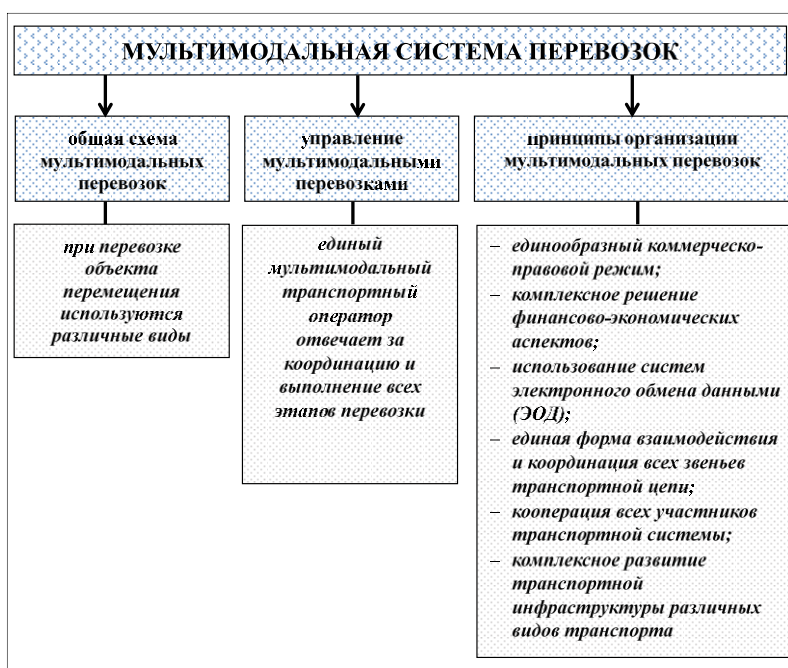 МУЛЬТИМОДАЛЬНАЯ СИСТЕМА ПЕРЕВОЗОК
общая схема
мультимодальных
перевозок
управление
мультимодальными
перевозками
принципы организации
мультимодальных перевозок
при перевозке
объекта
перемещения
используются
различные виды
единый
мультимодальный
транспортный
оператор
отвечает за
координацию и
выполнение всех
этапов перевозки
– единообразный коммерческо-
правовой режим;
– комплексное решение
финансово-экономических
аспектов;
– использование систем
электронного обмена данными
(ЭОД);
– единая форма взаимодействия
и координация всех звеньев
транспортной цепи;
– кооперация всех участников
транспортной системы;
– комплексное развитие
транспортной
инфраструктуры различных
видов транспорта